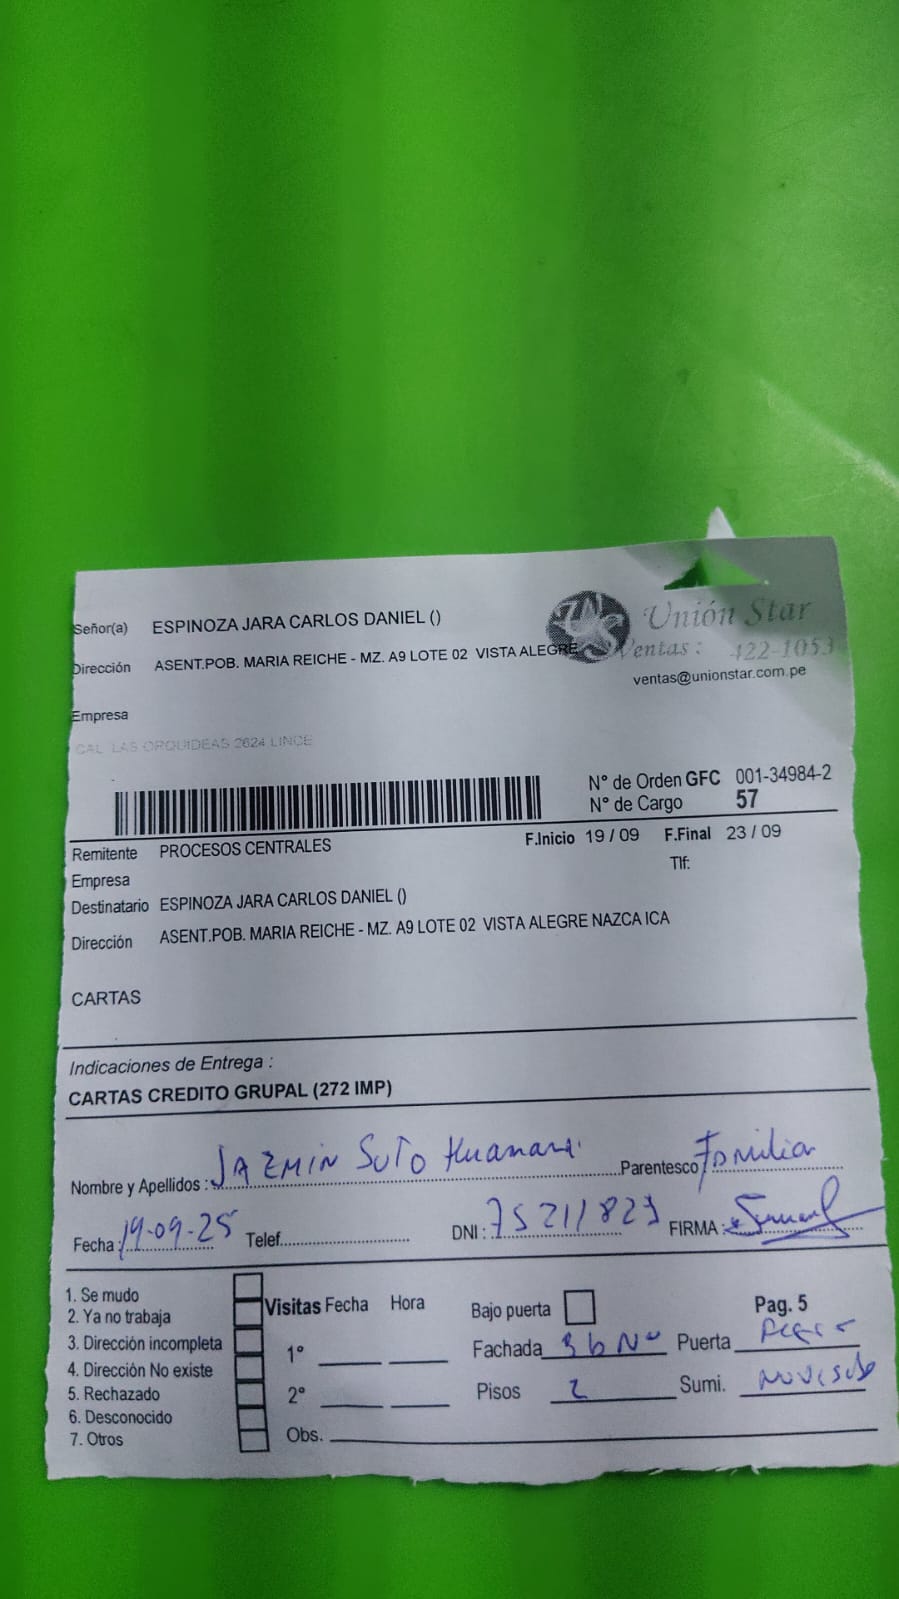 Señor(a) ESPINOZA JARA CARLOS DANIEL ()
Unión Star
Dirección ASENT.POB. MARIA REICHE - MZ. A9 LOTE 02 VISTA ALEGRE
Ventas: 422-1053
ventas@unionstar.com.pe
Empresa
CAL LAS ORQUIDEAS 2624 LINCE
N° de Orden GFC 001-34984-2
N° de Cargo 57
Remitente PROCESOS CENTRALES
F.Inicio 19 / 09 F.Final 23 / 09
Empresa
Tlf:
Destinatario ESPINOZA JARA CARLOS DANIEL ()
Dirección ASENT.POB. MARIA REICHE - MZ. A9 LOTE 02 VISTA ALEGRE NAZCA ICA
CARTAS
Indicaciones de Entrega :
CARTAS CREDITO GRUPAL (272 IMP)
Nombre y Apellidos : JAZMIN SOTO Parentesco Familia
Fecha : 19-09-25 Telef. DNI : 75211823 FIRMA :
1. Se mudo
2. Ya no trabaja
3. Dirección incompleta
4. Dirección No existe
5. Rechazado
6. Desconocido
7. Otros
Visitas Fecha Hora
1°
2°
Obs.
Bajo puerta
Pag. 5
Fachada Puerta
Pisos 2 Sumi.